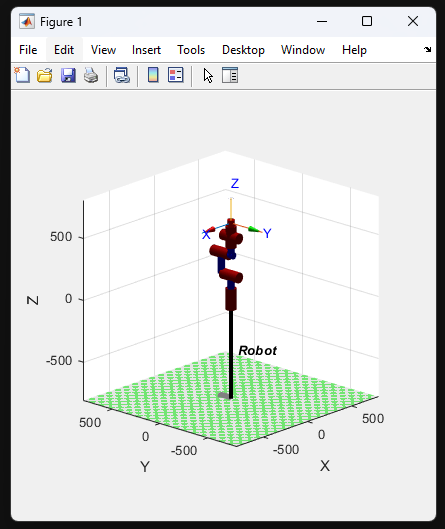 Figure 1
File Edit View Insert Tools Desktop Window Help
Z
X
Y
500
Z
0
-500
Robot
500
0
-500
Y
500
0
-500
X